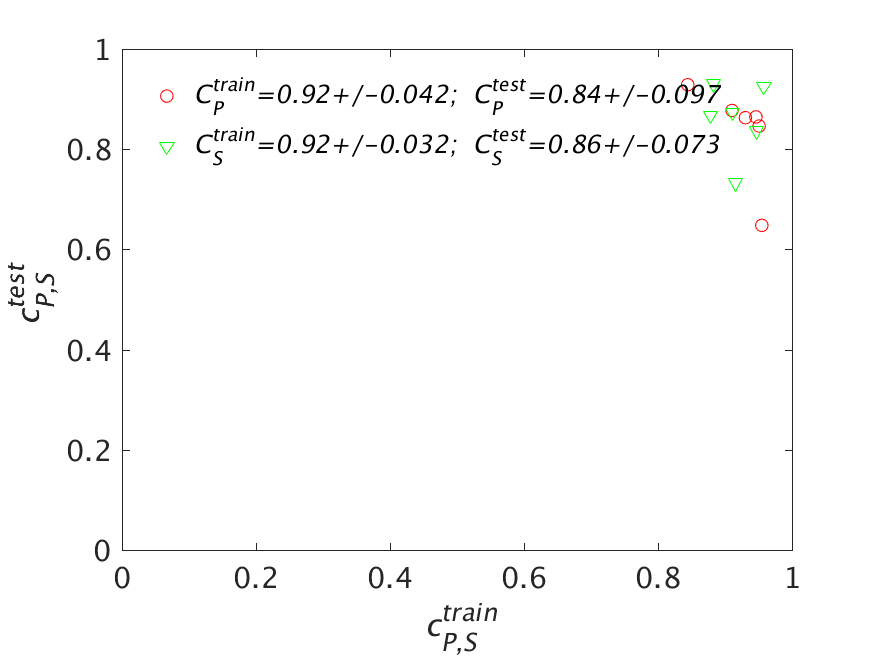 1
0.8
0.6
0.4
0.2
0
0 0.2 0.4 0.6 0.8 1
C_P^train=0.92+/-0.042; C_P^test=0.84+/-0.097
C_S^train=0.92+/-0.032; C_S^test=0.86+/-0.073
c_P,S^test
c_P,S^train